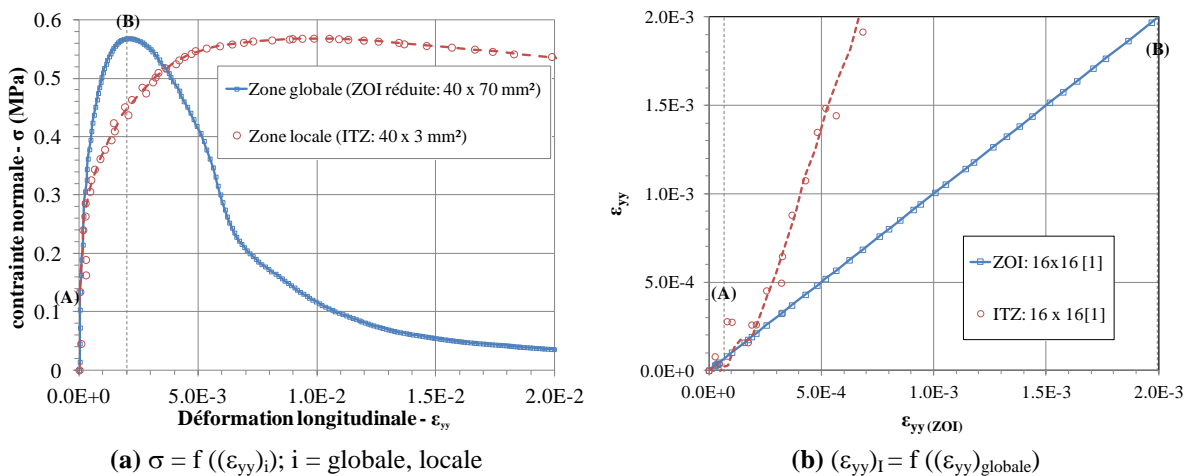 0.6
0.5
0.4
0.3
0.2
0.1
0
contrainte normale - σ (MPa)
(B)
(A)
Zone globale (ZOI réduite: 40 x 70 mm²)
Zone locale (ITZ: 40 x 3 mm²)
0.0E+0 5.0E-3 1.0E-2 1.5E-2 2.0E-2
Déformation longitudinale - εyy
(a) σ = f ((εyy)i); i = globale, locale
2.0E-3
1.5E-3
1.0E-3
5.0E-4
0.0E+0
εyy
(B)
(A)
ZOI: 16x16 [1]
ITZ: 16 x 16[1]
0.0E+0 5.0E-4 1.0E-3 1.5E-3 2.0E-3
εyy (ZOI)
(b) (εyy)I = f ((εyy)globale)